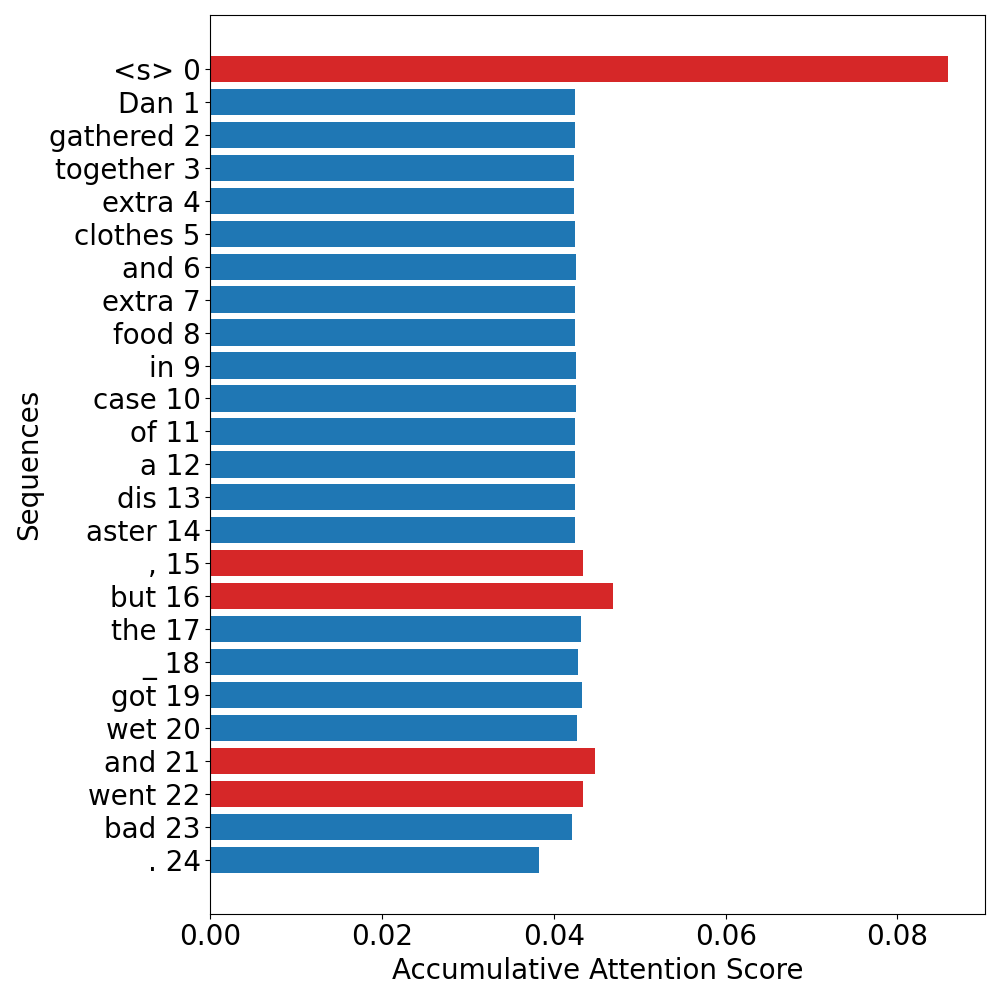 <s> 0
Dan 1
gathered 2
together 3
extra 4
clothes 5
and 6
extra 7
food 8
in 9
case 10
of 11
a 12
dis 13
aster 14
, 15
but 16
the 17
_ 18
got 19
wet 20
and 21
went 22
bad 23
. 24
Sequences
0.00 0.02 0.04 0.06 0.08
Accumulative Attention Score